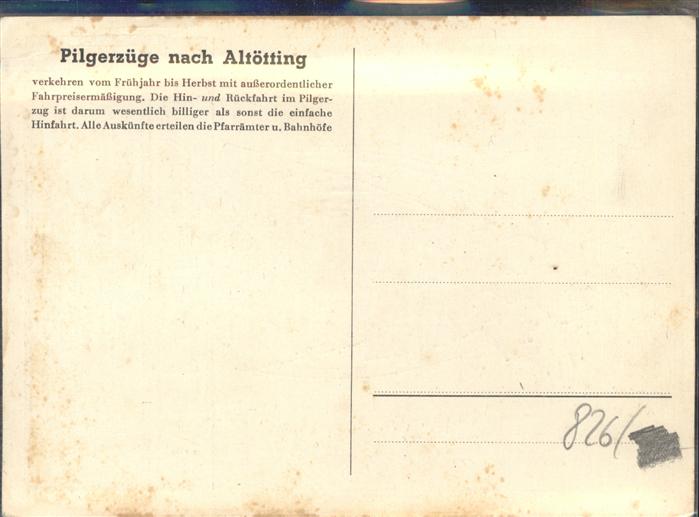 Pilgerzüge nach Altötting
verkehren vom Frühjahr bis Herbst mit außerordentlicher
Fahrpreisermäßigung. Die Hin- und Rückfahrt im Pilger-
zug ist darum wesentlich billiger als sonst die einfache
Hinfahrt. Alle Auskünfte erteilen die Pfarrämter u. Bahnhöfe
826/